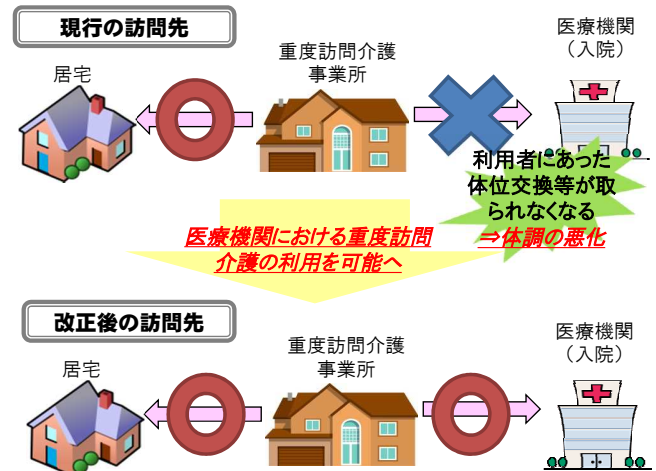 現行の訪問先
医療機関
（入院）
重度訪問介護
事業所
居宅
利用者にあった
体位交換等が取
られなくなる
⇒体調の悪化
医療機関における重度訪問
介護の利用を可能へ
改正後の訪問先
医療機関
（入院）
重度訪問介護
事業所
居宅